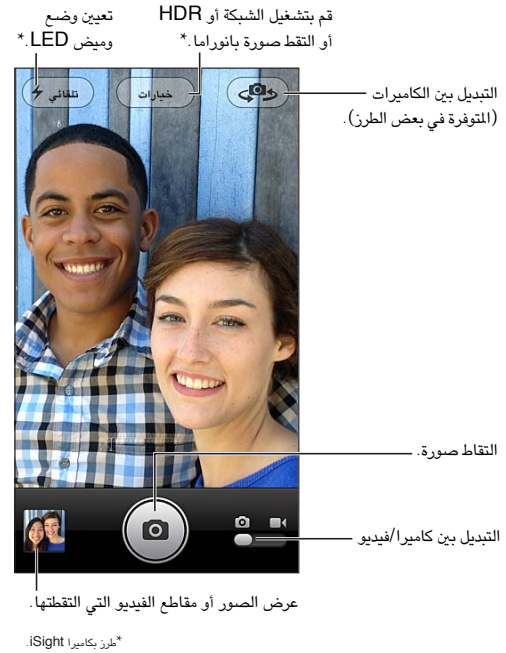 قم بتشغيل الشبكة أو HDR
أو التقط صورة بانوراما.*
تعيين وضع
وميض LED.*
خيارات
تلقائي
التبديل بين الكاميرات
(المتوفرة في بعض الطرز).
التقاط صورة.
التبديل بين كاميرا/فيديو
عرض الصور أو مقاطع الفيديو التي التقطتها.
*طرز بكاميرا iSight.